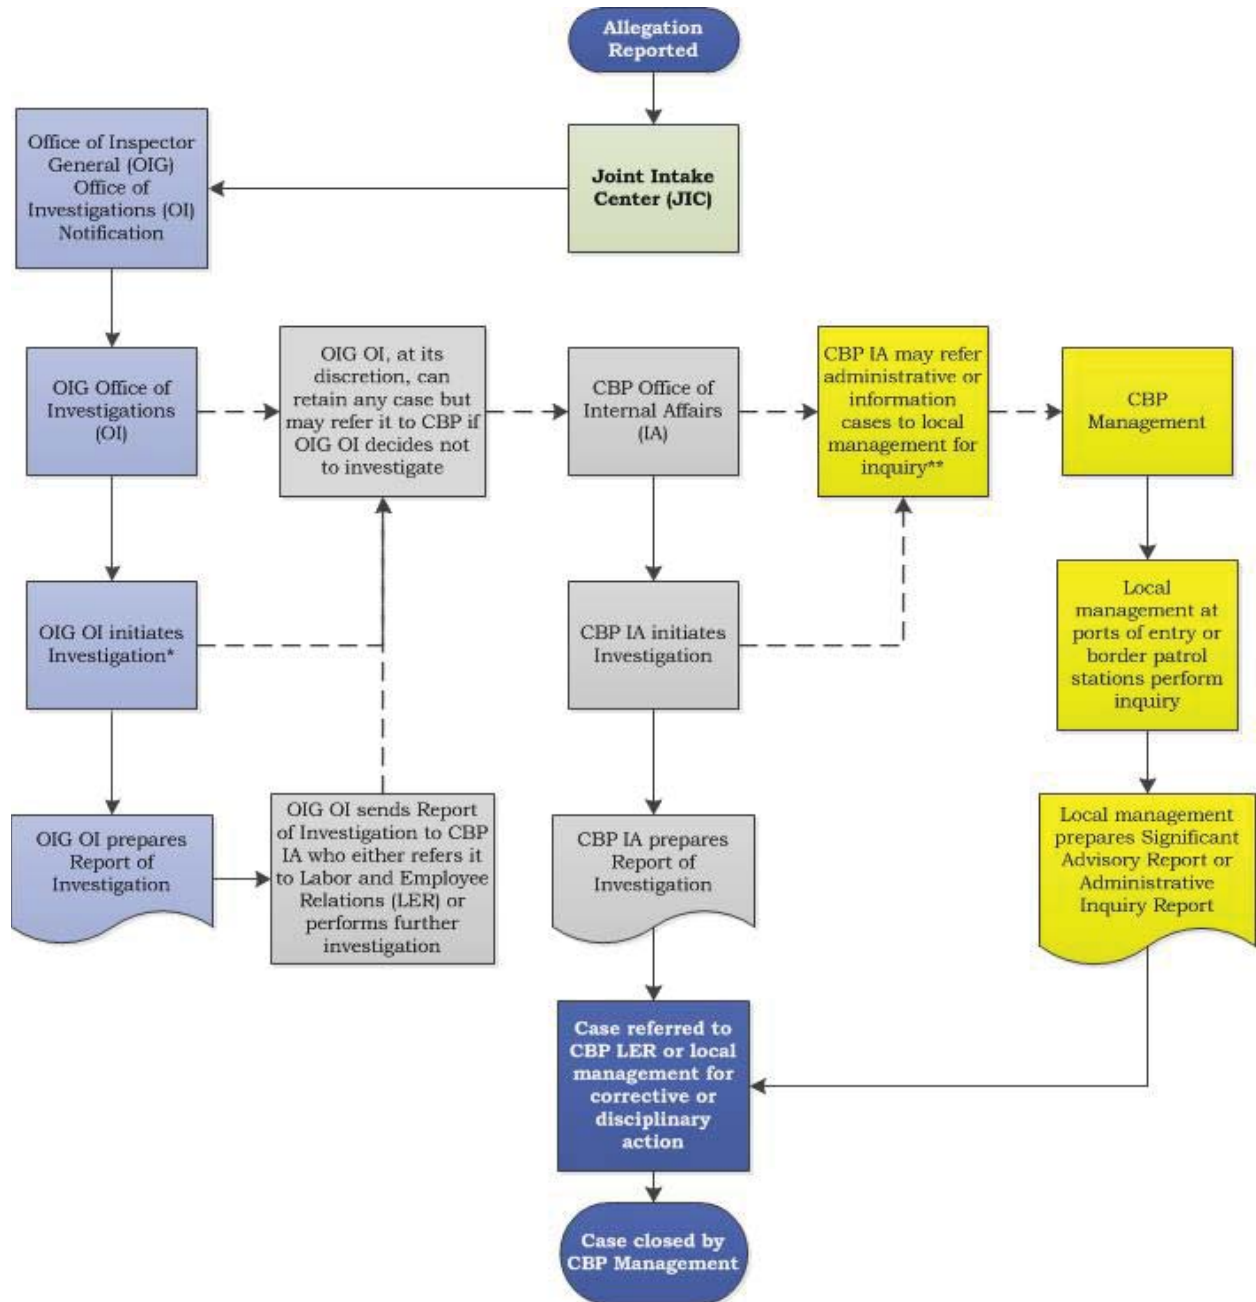 Allegation
Reported
Joint Intake
Center (JIC)
Office of Inspector
General (OIG)
Office of
Investigations (OI)
Notification
OIG Office of
Investigations
(OI)
OIG OI, at its
discretion, can
retain any case but
may refer it to CBP if
OIG OI decides not
to investigate
CBP Office of
Internal Affairs
(IA)
CBP IA may refer
administrative or
information
cases to local
management for
inquiry**
CBP
Management
OIG OI initiates
Investigation*
CBP IA initiates
Investigation
Local
management at
ports of entry or
border patrol
stations perform
inquiry
OIG OI prepares
Report of
Investigation
OIG OI sends Report
of Investigation to CBP
IA who either refers it
to Labor and Employee
Relations (LER) or
performs further
investigation
CBP IA prepares
Report of
Investigation
Local management
prepares Significant
Advisory Report or
Administrative
Inquiry Report
Case referred to
CBP LER or local
management for
corrective or
disciplinary
action
Case closed by
CBP Management